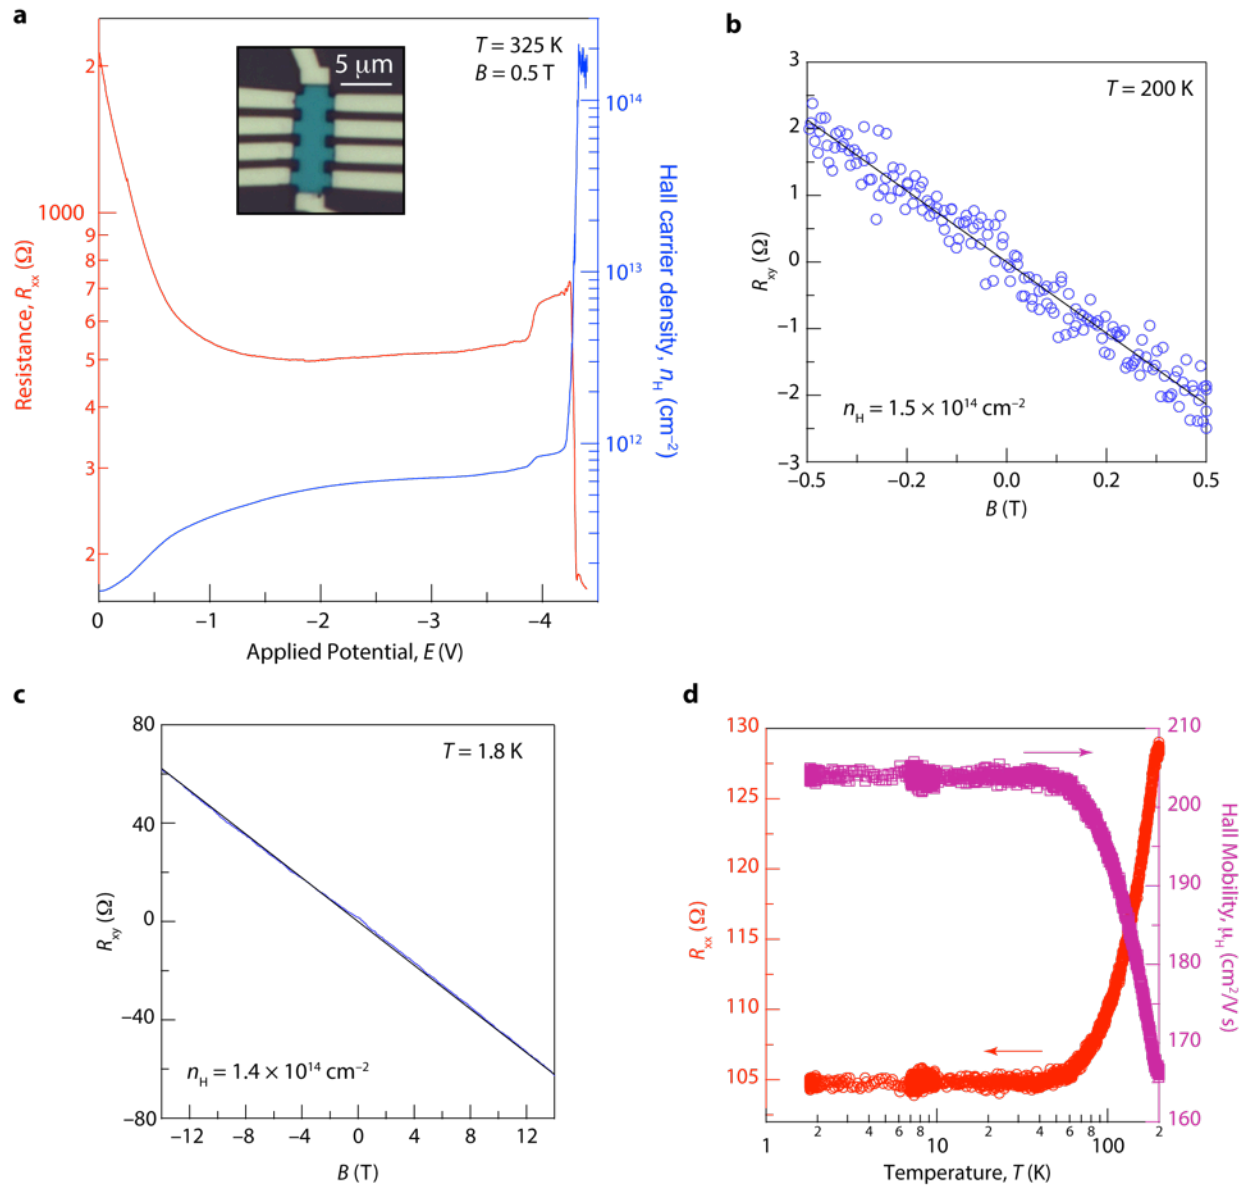 a
T = 325 K
B = 0.5 T
5 μm
2
1000
9
8
7
6
5
4
3
2
Resistance, Rxx (Ω)
10¹⁴
10¹³
10¹²
Hall carrier density, nH (cm⁻²)
0 −1 −2 −3 −4
Applied Potential, E (V)
b
T = 200 K
3
2
1
0
−1
−2
−3
Rxy (Ω)
nH = 1.5 × 10¹⁴ cm⁻²
−0.5 −0.2 0.0 0.2 0.5
B (T)
c
T = 1.8 K
80
40
0
−40
−80
Rxy (Ω)
nH = 1.4 × 10¹⁴ cm⁻²
−12 −8 −4 0 4 8 12
B (T)
d
130
125
120
115
110
105
Rxx (Ω)
210
200
190
180
170
160
Hall Mobility, μH (cm²/V s)
1 2 4 6 8 10 2 4 6 8 100 2
Temperature, T (K)